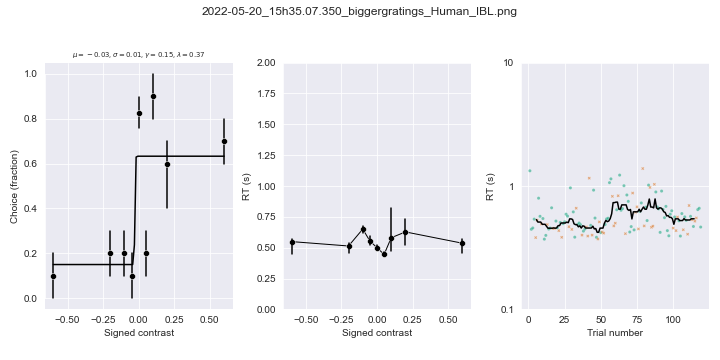 2022-05-20_15h35.07.350_biggergratings_Human_IBL.png
μ = −0.03, σ = 0.01, γ = 0.15, λ = 0.37
Choice (fraction)
1.0
0.8
0.6
0.4
0.2
0.0
−0.50 −0.25 0.00 0.25 0.50
Signed contrast
RT (s)
2.00
1.75
1.50
1.25
1.00
0.75
0.50
0.25
0.00
−0.50 −0.25 0.00 0.25 0.50
Signed contrast
RT (s)
10
1
0.1
0 25 50 75 100
Trial number